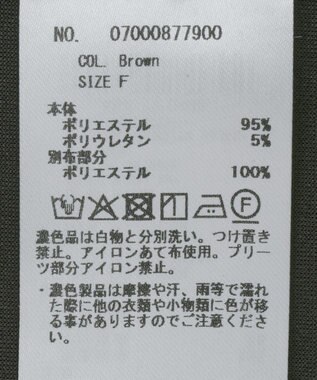 NO. 07000877900
COL. Brown
SIZE F
本体
ポリエステル 95%
ポリウレタン 5%
別布部分
ポリエステル 100%
F
濃色品は白物と分別洗い。つけ置き
禁止。アイロンあて布使用。プリー
ツ部分アイロン禁止。
・濃色製品は摩擦や汗、雨等で濡れ
た際に他の衣類や小物類に色が移
る事がありますのでご注意くださ
い。